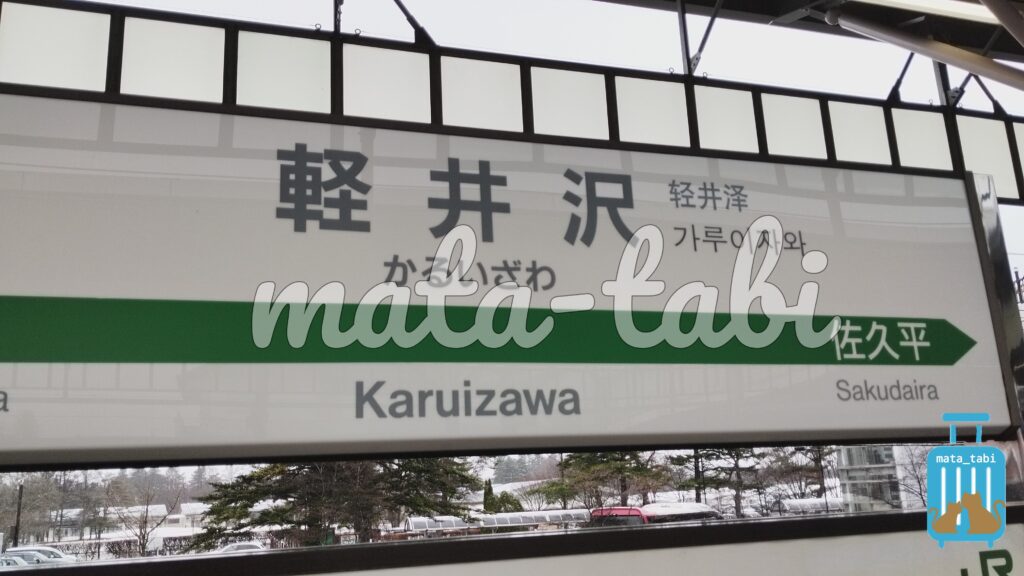 軽井沢
轻井泽
가루이자와
かるいざわ
mata-tabi
佐久平
Karuizawa
Sakudaira
mata_tabi